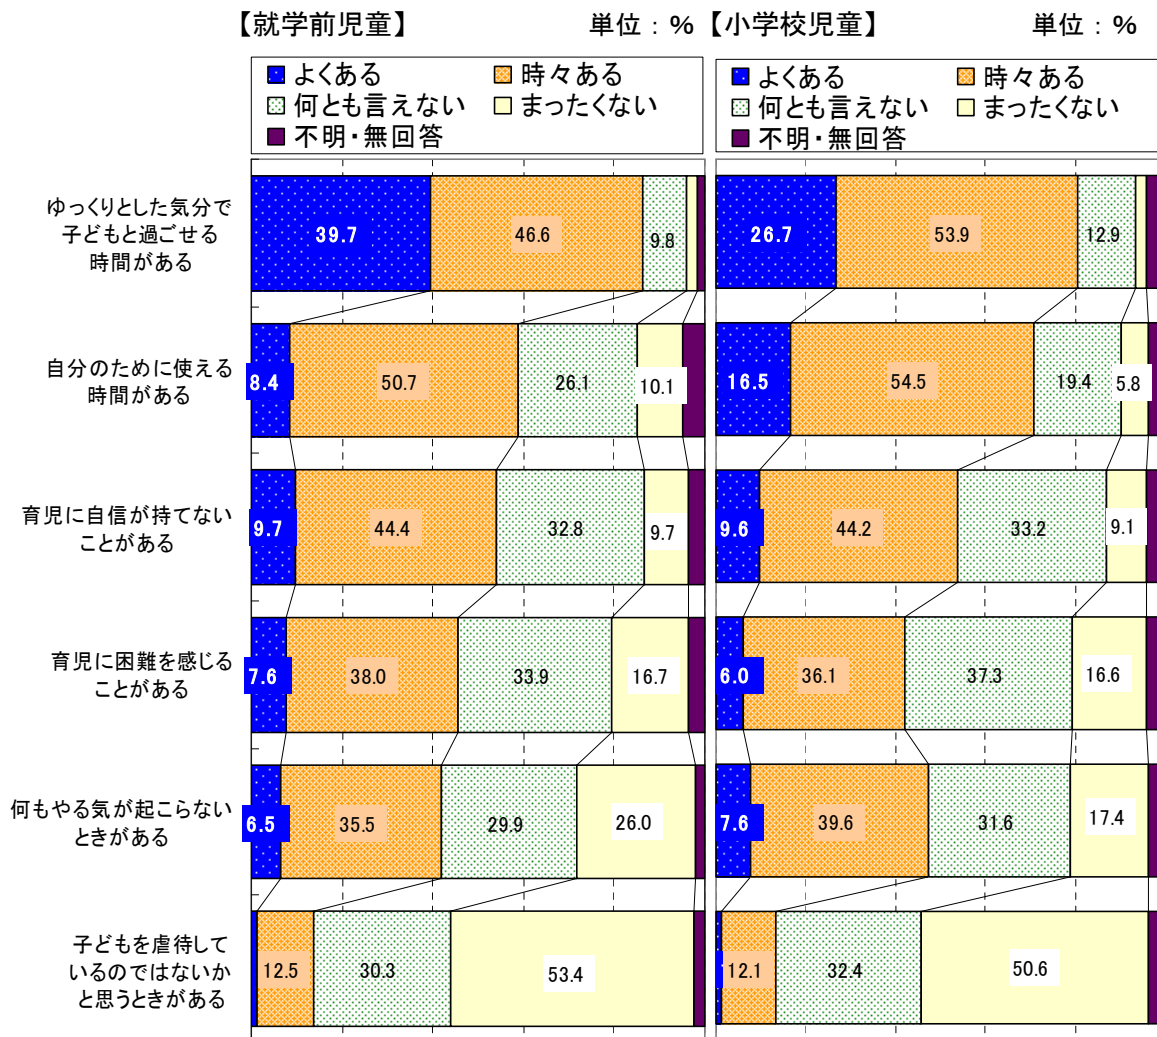 【就学前児童】 単位：％
よくある 時々ある
何とも言えない まったくない
不明・無回答
【小学校児童】 単位：％
よくある 時々ある
何とも言えない まったくない
不明・無回答
ゆっくりとした気分で
子どもと過ごせる
時間がある
39.7 46.6 9.8
26.7 53.9 12.9
自分のために使える
時間がある
8.4 50.7 26.1 10.1
16.5 54.5 19.4 5.8
育児に自信が持てない
ことがある
9.7 44.4 32.8 9.7
9.6 44.2 33.2 9.1
育児に困難を感じる
ことがある
7.6 38.0 33.9 16.7
6.0 36.1 37.3 16.6
何もやる気が起こらない
ときがある
6.5 35.5 29.9 26.0
7.6 39.6 31.6 17.4
子どもを虐待して
いるのではないか
と思うときがある
12.5 30.3 53.4
12.1 32.4 50.6